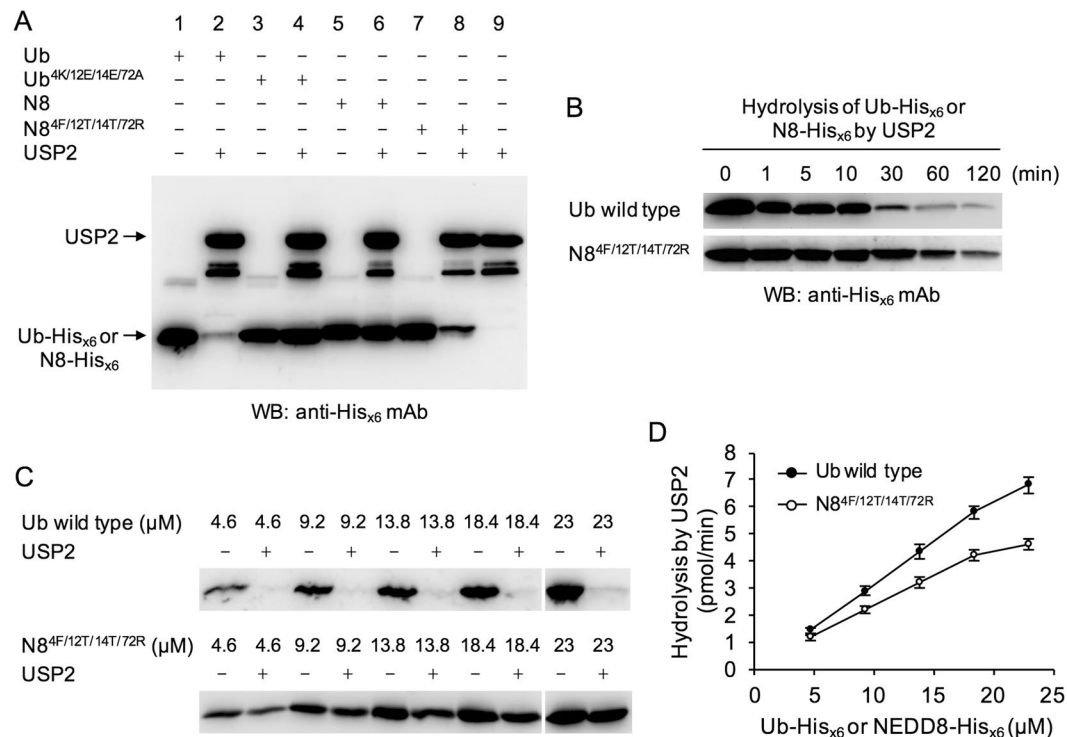 A
1 2 3 4 5 6 7 8 9
Ub + + – – – – – – –
Ub4K/12E/14E/72A – – + + – – – – –
N8 – – – – + + – – –
N84F/12T/14T/72R – – – – – – + + –
USP2 – + – + – + – + +
USP2
Ub-Hisx6 or
N8-Hisx6
WB: anti-Hisx6 mAb
B
Hydrolysis of Ub-Hisx6 or
N8-Hisx6 by USP2
0 1 5 10 30 60 120 (min)
Ub wild type
N84F/12T/14T/72R
WB: anti-Hisx6 mAb
C
Ub wild type (µM) 4.6 4.6 9.2 9.2 13.8 13.8 18.4 18.4 23 23
USP2 – + – + – + – + – +
N84F/12T/14T/72R (µM) 4.6 4.6 9.2 9.2 13.8 13.8 18.4 18.4 23 23
USP2 – + – + – + – + – +
D
Hydrolysis by USP2
(pmol/min)
8
7
6
5
4
3
2
1
0
Ub wild type
N84F/12T/14T/72R
0 5 10 15 20 25
Ub-Hisx6 or NEDD8-Hisx6 (µM)